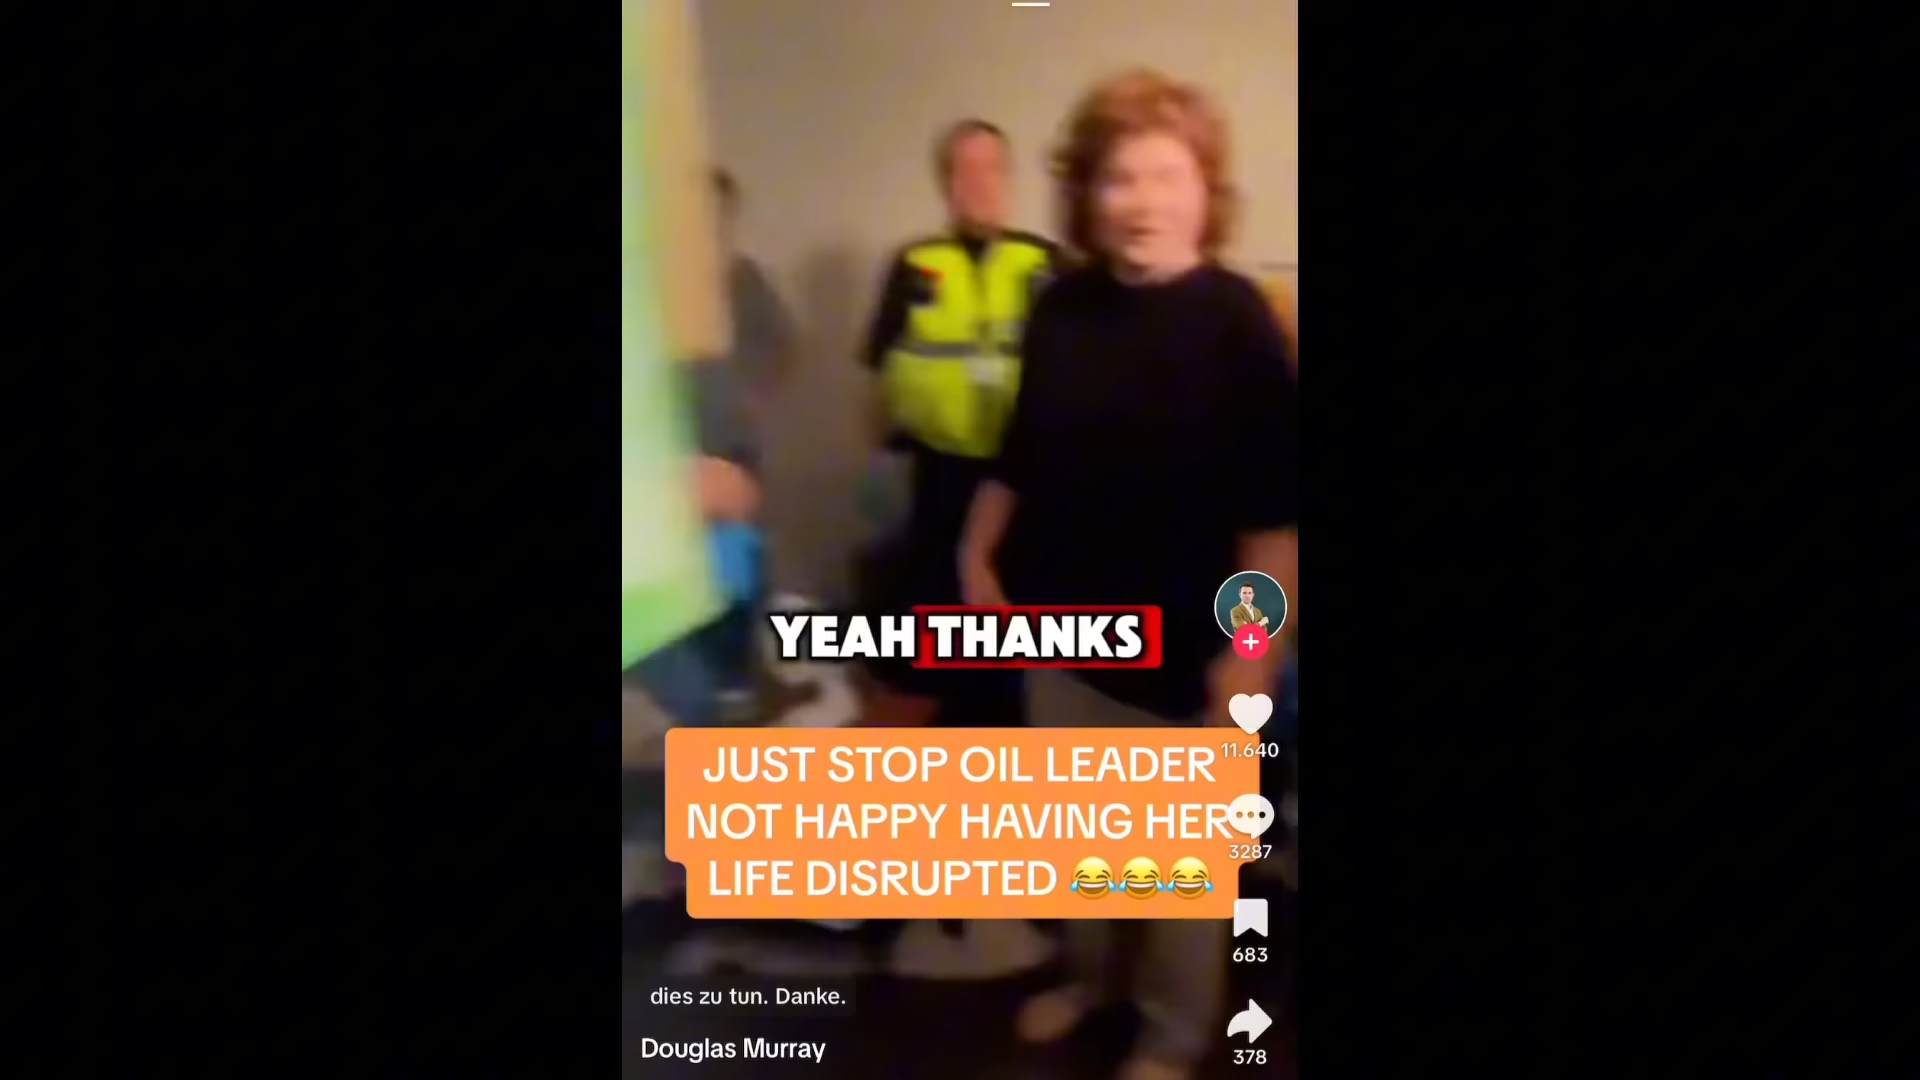 YEAH THANKS
JUST STOP OIL LEADER
NOT HAPPY HAVING HER
LIFE DISRUPTED 😂😂😂
11.640
3287
683
378
dies zu tun. Danke.
Douglas Murray